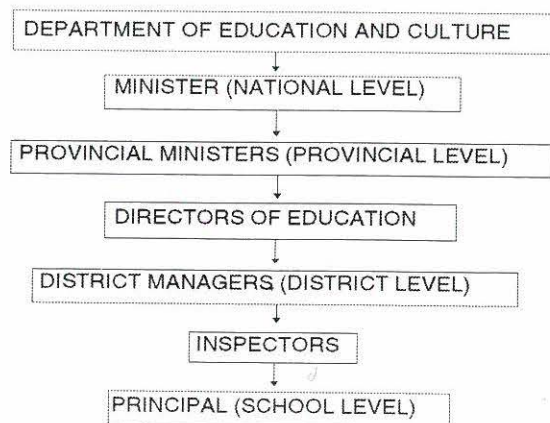 DEPARTMENT OF EDUCATION AND CULTURE
MINISTER (NATIONAL LEVEL)
PROVINCIAL MINISTERS (PROVINCIAL LEVEL)
DIRECTORS OF EDUCATION
DISTRICT MANAGERS (DISTRICT LEVEL)
INSPECTORS
PRINCIPAL (SCHOOL LEVEL)